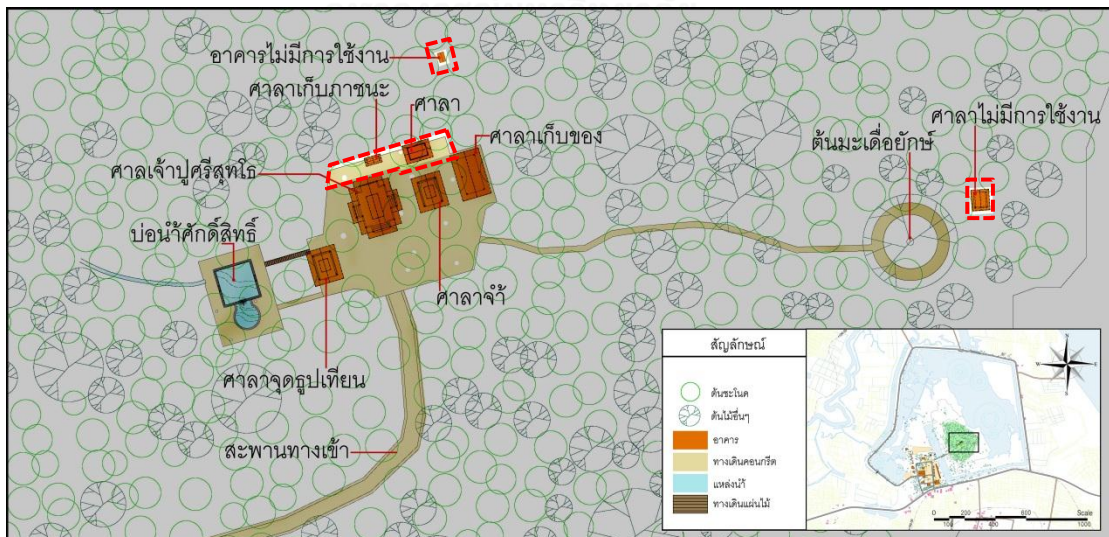 อาคารไม่มีการใช้งาน
ศาลาเก็บภาชนะ
ศาลา
ศาลาเก็บของ
ศาลาไม่มีการใช้งาน
ต้นมะเดื่อยักษ์
ศาลเจ้าปู่ศรีสุทโธ
บ่อน้ำศักดิ์สิทธิ์
ศาลาจ้ำ
ศาลาจุดธูปเทียน
สะพานทางเข้า
สัญลักษณ์
ต้นชะโนด
ต้นไม้อื่นๆ
อาคาร
ทางเดินคอนกรีต
แหล่งน้ำ
ทางเดินแผ่นไม้
N
W
E
S
0 200 600 Scale
100 400 1000